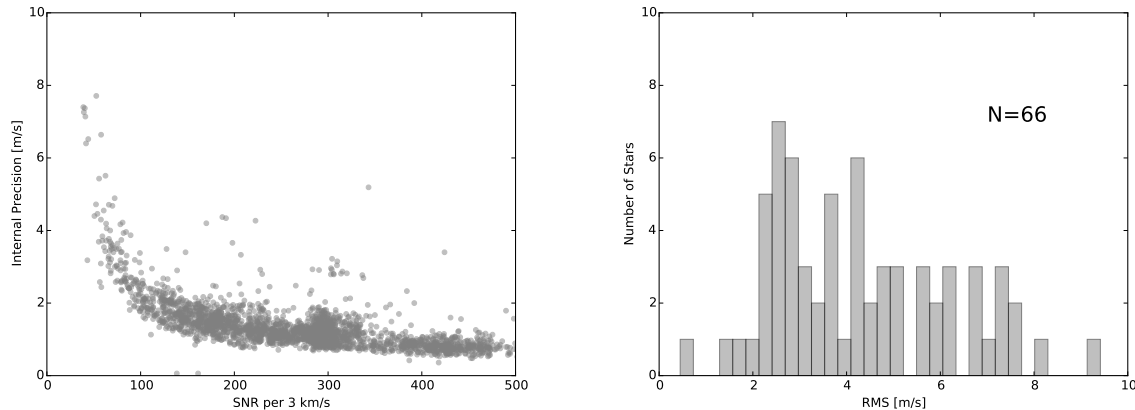 10
8
6
4
2
0
Internal Precision [m/s]
0 100 200 300 400 500
SNR per 3 km/s
10
8
6
4
2
0
Number of Stars
N=66
0 2 4 6 8 10
RMS [m/s]